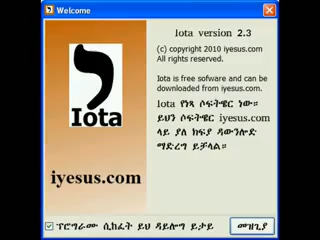 Welcome
Iota version 2.3
(c) copyright 2010 iyesus.com
All rights reserved.
Iota is free sofware and can be
downloaded from iyesus.com.
Iota የነጻ ሶፍትዌር ነው።
ይህን ሶፍትዌር iyesus.com
ላይ ያለ ክፍያ ዳውንሎድ
ማድረግ ይቻላል።
Iota
iyesus.com
ፕሮግራሙ ሲከፈት ይህ ዳይሎግ ይታይ
መዝጊያ